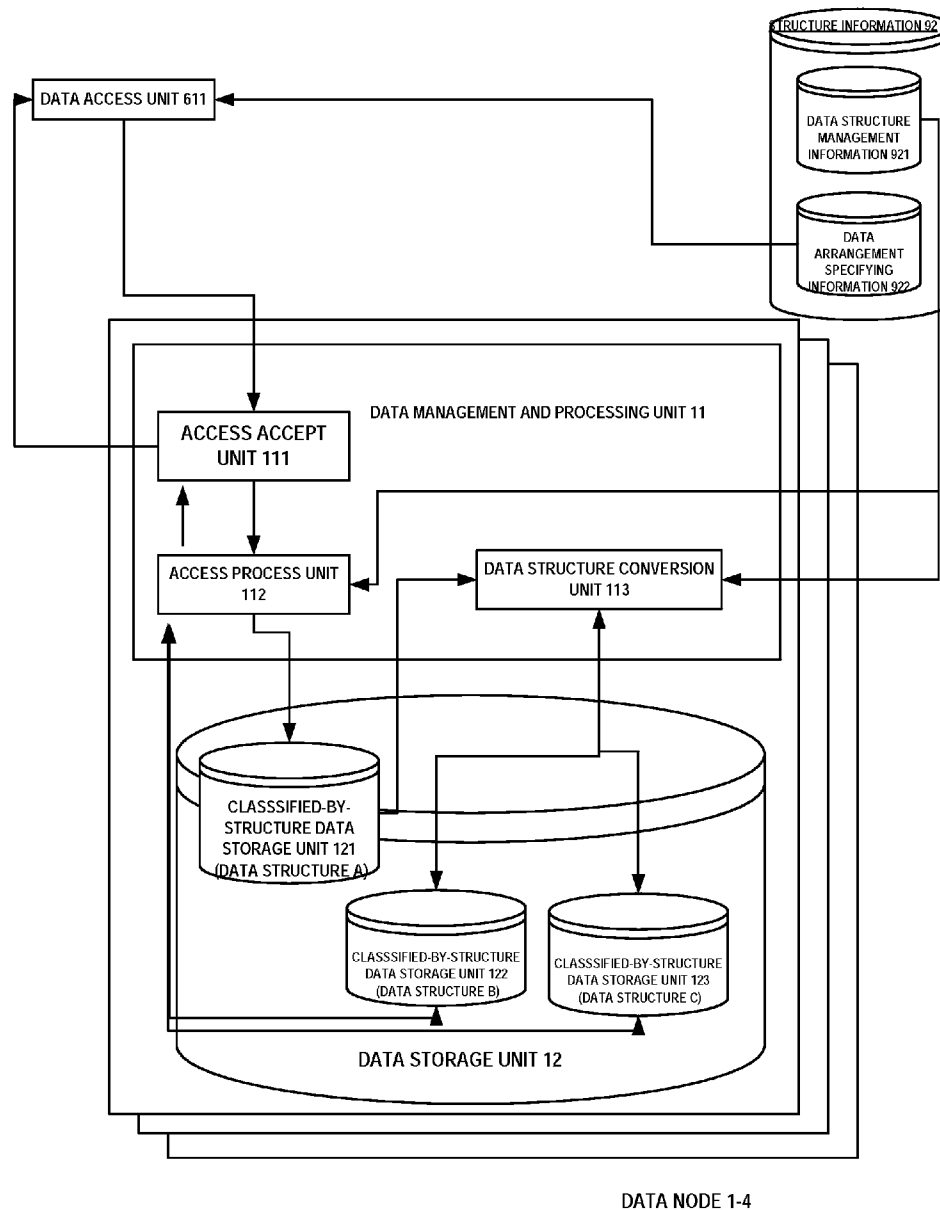 STRUCTURE INFORMATION 92
DATA ACCESS UNIT 611
DATA STRUCTURE
MANAGEMENT
INFORMATION 921
DATA
ARRANGEMENT
SPECIFYING
INFORMATION 922
DATA MANAGEMENT AND PROCESSING UNIT 11
ACCESS ACCEPT
UNIT 111
ACCESS PROCESS UNIT
112
DATA STRUCTURE CONVERSION
UNIT 113
CLASSSIFIED-BY-
STRUCTURE DATA
STORAGE UNIT 121
(DATA STRUCTURE A)
CLASSSIFIED-BY-STRUCTURE
DATA STORAGE UNIT 122
(DATA STRUCTURE B)
CLASSSIFIED-BY-STRUCTURE
DATA STORAGE UNIT 123
(DATA STRUCTURE C)
DATA STORAGE UNIT 12
DATA NODE 1-4